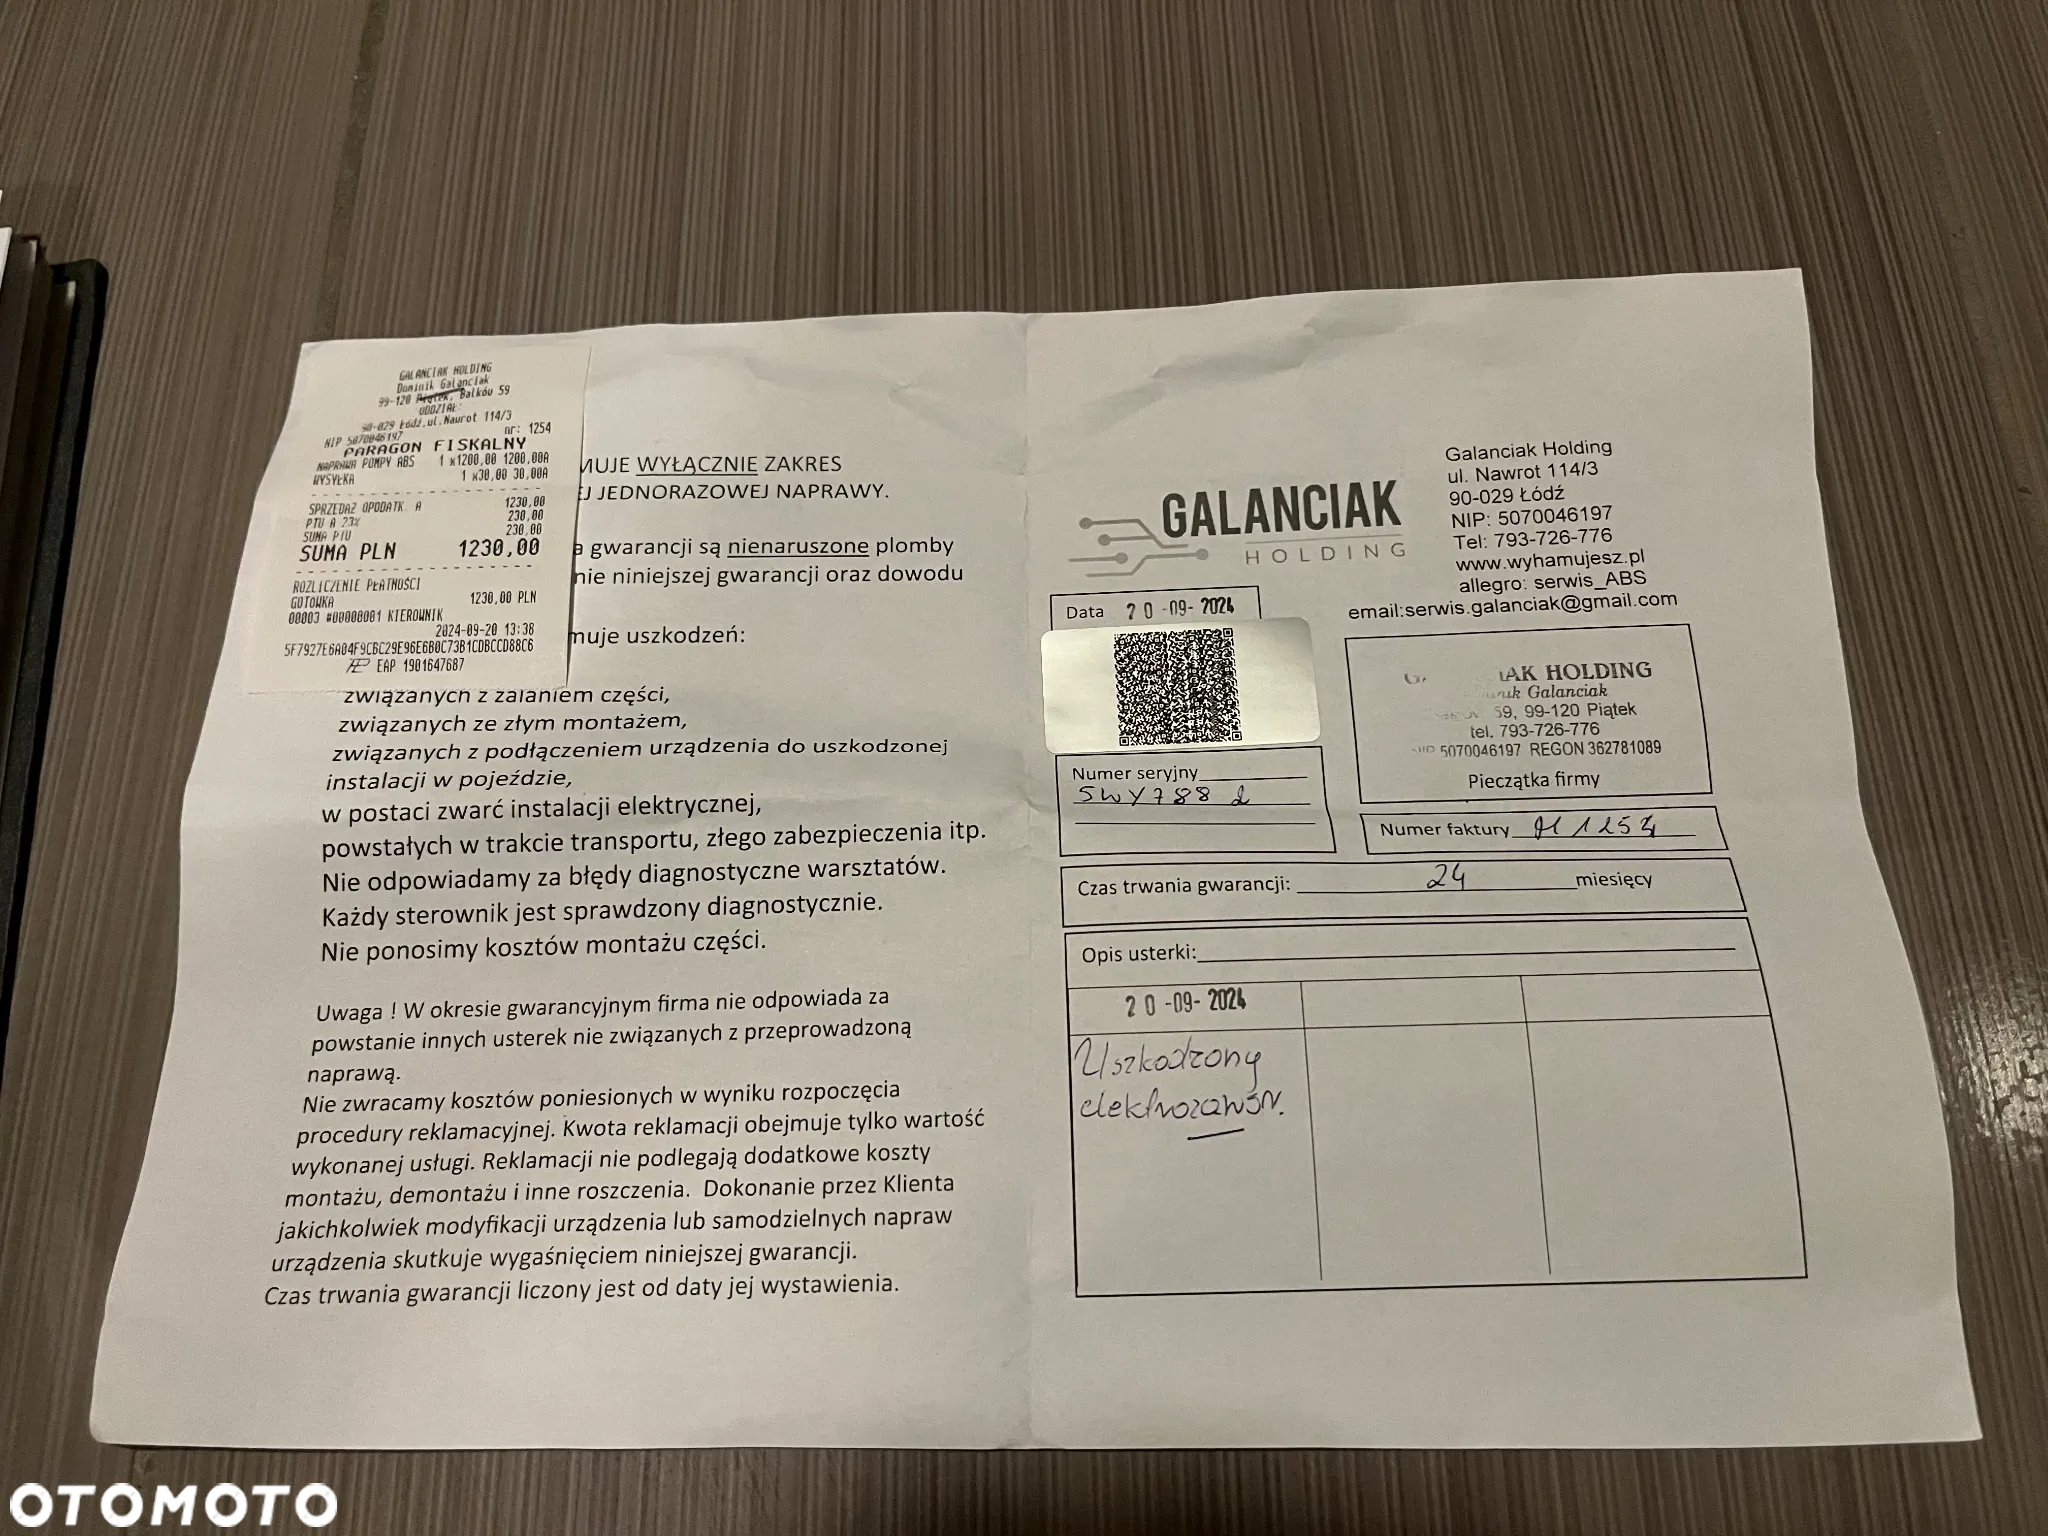 GALANCIAK HOLDING
Dominik Galanciak
99-120 Piątek, Balków 59
ODDZIAŁ:
90-029 Łódź, ul. Nawrot 114/3
NIP 5070046197 nr: 1254
PARAGON FISKALNY
NAPRAWA POMPY ABS 1 x1200,00 1200,00A
WYSYŁKA 1 x30,00 30,00A
SPRZEDAŻ OPODATK. A 1230,00
PTU A 23% 230,00
SUMA PTU 230,00
SUMA PLN 1230,00
ROZLICZENIE PŁATNOŚCI
GOTÓWKA 1230,00 PLN
00003 #00000001 KIEROWNIK
2024-09-20 13:38
5F7927E6A04F9CBC29E96E6B0C73B1CDBCCD88C6
EAP 1901647687
MUJE WYŁĄCZNIE ZAKRES
EJ JEDNORAZOWEJ NAPRAWY.
a gwarancji są nienaruszone plomby
nie niniejszej gwarancji oraz dowodu
muje uszkodzeń:
związanych z zalaniem części,
związanych ze złym montażem,
związanych z podłączeniem urządzenia do uszkodzonej
instalacji w pojeździe,
w postaci zwarć instalacji elektrycznej,
powstałych w trakcie transportu, złego zabezpieczenia itp.
Nie odpowiadamy za błędy diagnostyczne warsztatów.
Każdy sterownik jest sprawdzony diagnostycznie.
Nie ponosimy kosztów montażu części.
Uwaga ! W okresie gwarancyjnym firma nie odpowiada za
powstanie innych usterek nie związanych z przeprowadzoną
naprawą.
Nie zwracamy kosztów poniesionych w wyniku rozpoczęcia
procedury reklamacyjnej. Kwota reklamacji obejmuje tylko wartość
wykonanej usługi. Reklamacji nie podlegają dodatkowe koszty
montażu, demontażu i inne roszczenia. Dokonanie przez Klienta
jakichkolwiek modyfikacji urządzenia lub samodzielnych napraw
urządzenia skutkuje wygaśnięciem niniejszej gwarancji.
Czas trwania gwarancji liczony jest od daty jej wystawienia.
GALANCIAK
HOLDING
Galanciak Holding
ul. Nawrot 114/3
90-029 Łódź
NIP: 5070046197
Tel: 793-726-776
www.wyhamujesz.pl
allegro: serwis_ABS
email:serwis.galanciak@gmail.com
Data 20-09-2024
IAK HOLDING
Galanciak
59, 99-120 Piątek
tel. 793-726-776
NIP 5070046197 REGON 362781089
Pieczątka firmy
Numer seryjny
5WY788
Numer faktury 1254
Czas trwania gwarancji: 24 miesięcy
Opis usterki:
20-09-2024
Uszkodzony
elektrozawór.
OTOMOTO